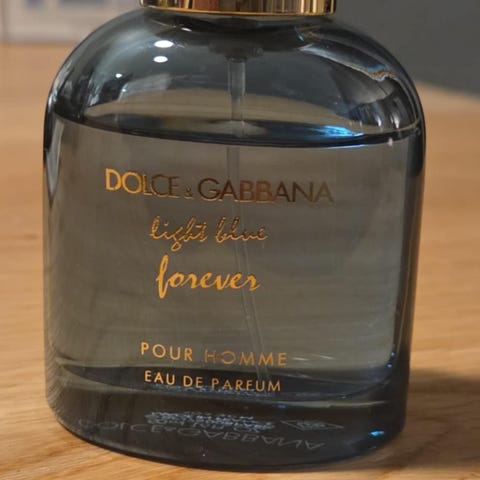 DOLCE & GABBANA
light blue
forever
POUR HOMME
EAU DE PARFUM